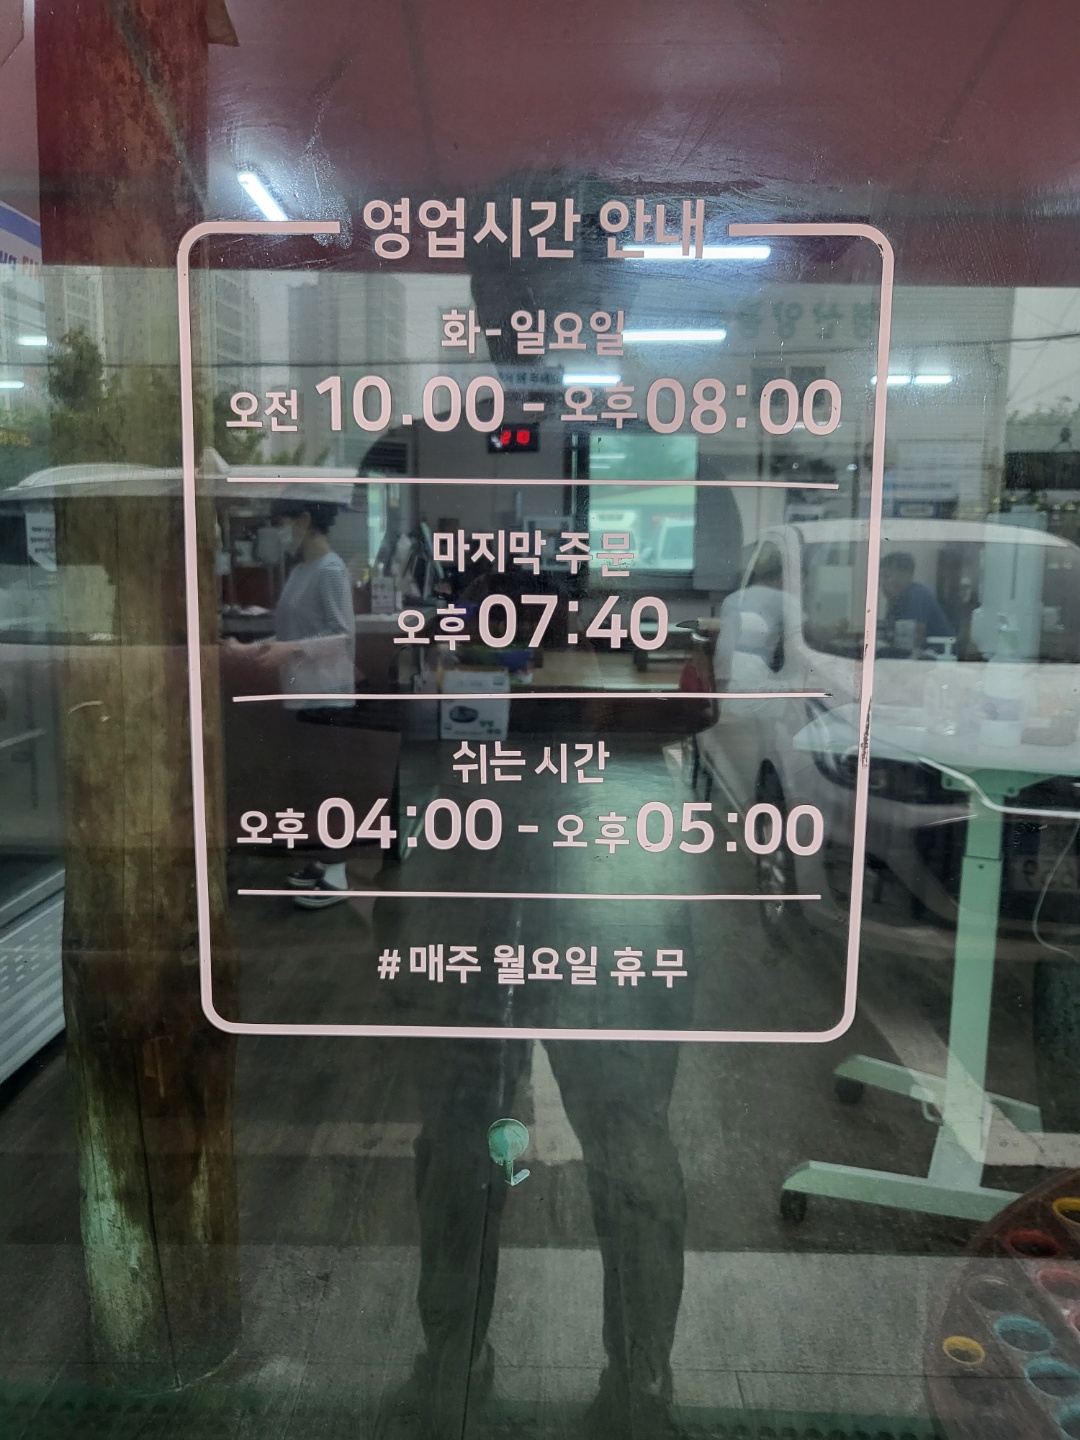 영업시간 안내
화-일요일
오전 10.00 - 오후 08:00
마지막 주문
오후 07:40
쉬는 시간
오후 04:00 - 오후 05:00
# 매주 월요일 휴무